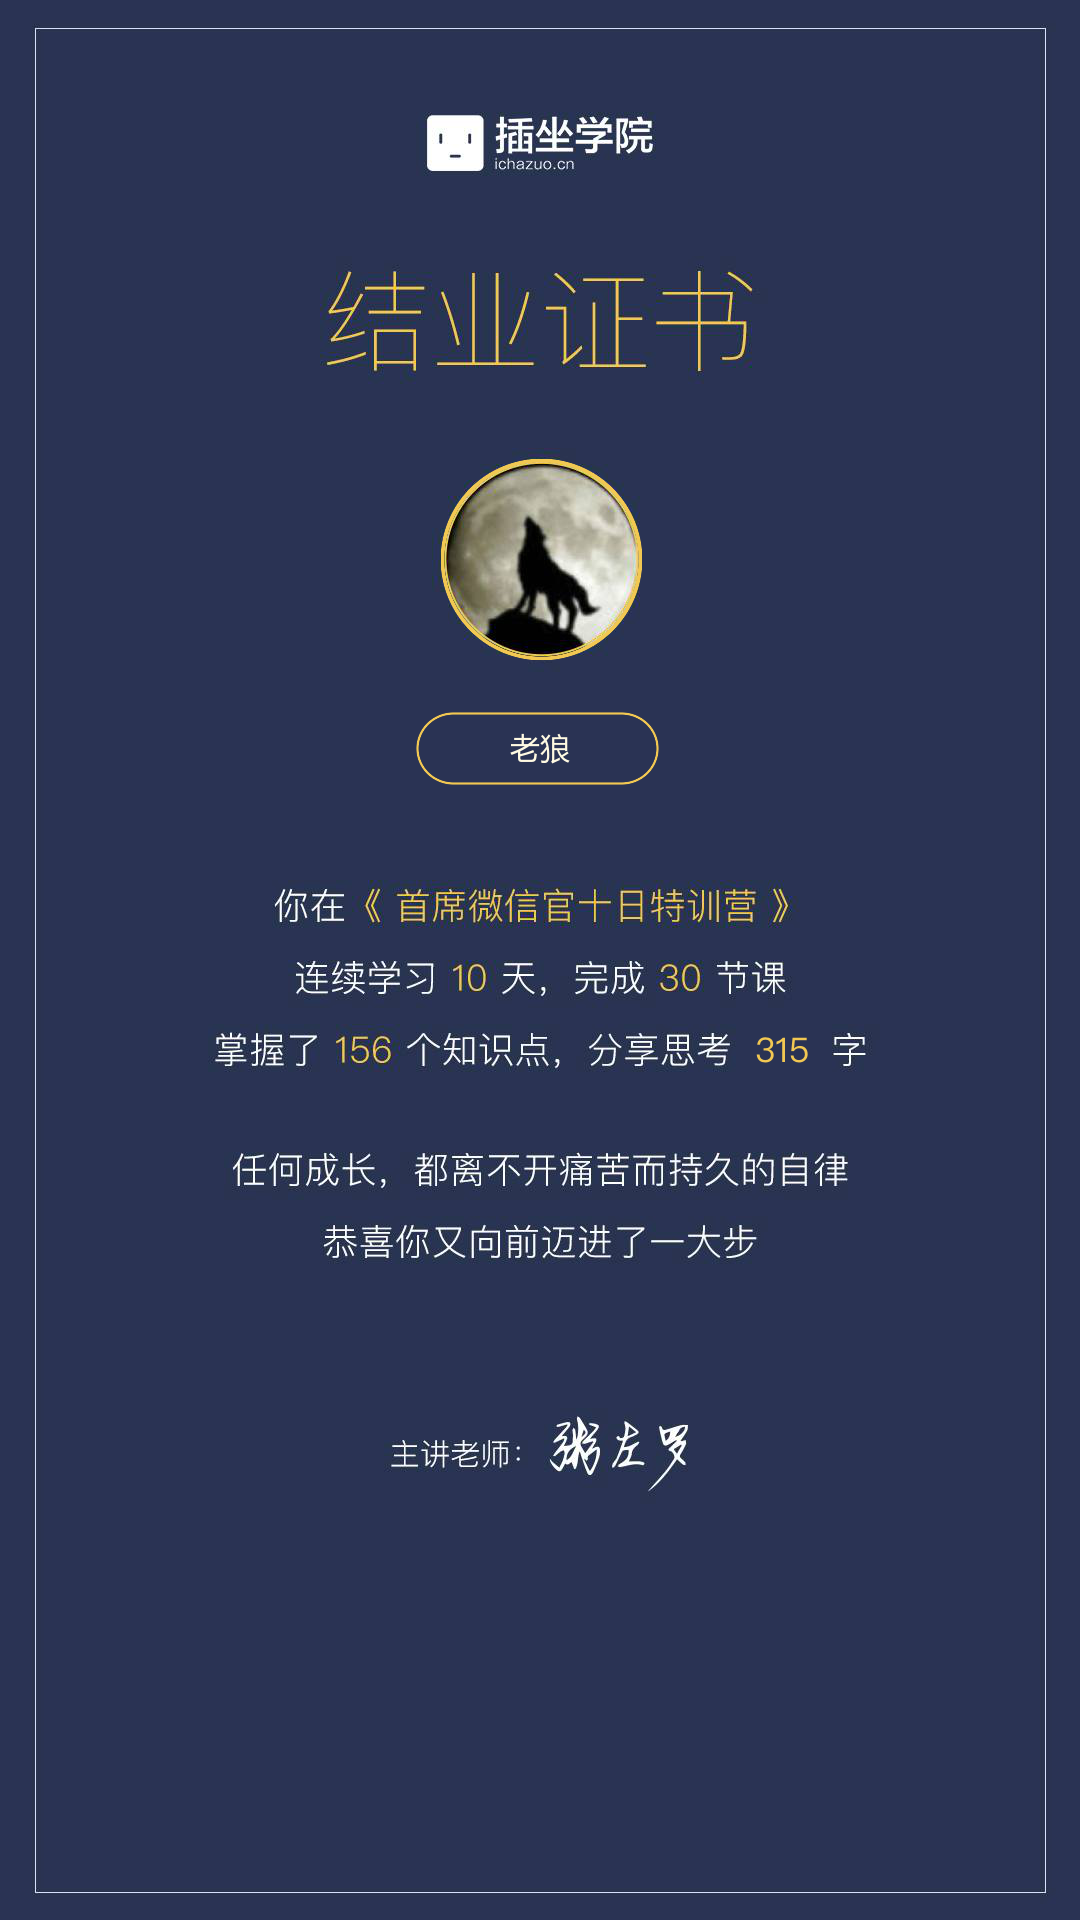 插坐学院
ichazuo.cn
结业证书
老狼
你在《 首席微信官十日特训营 》
连续学习 10 天，完成 30 节课
掌握了 156 个知识点，分享思考 315 字
任何成长，都离不开痛苦而持久的自律
恭喜你又向前迈进了一大步
主讲老师：粥左罗